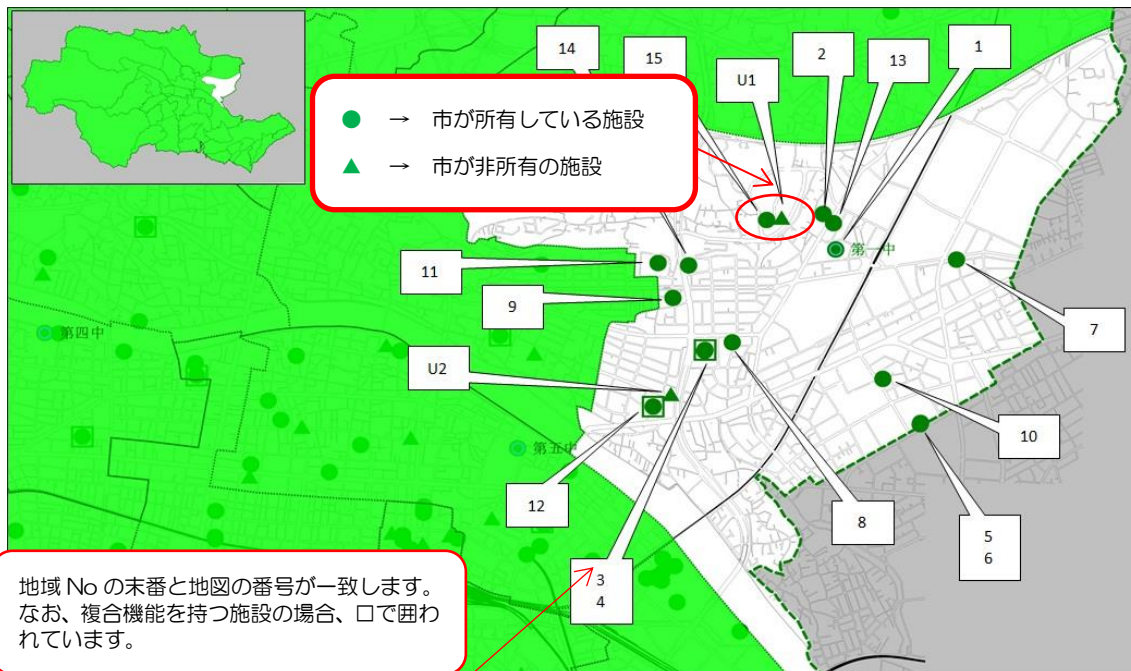 14
15
U1
2
13
1
● → 市が所有している施設
▲ → 市が非所有の施設
第一中
11
9
7
第四中
U2
第五中
10
12
8
5
6
3
4
地域 No の末番と地図の番号が一致します。
なお、複合機能を持つ施設の場合、口で囲わ
れています。